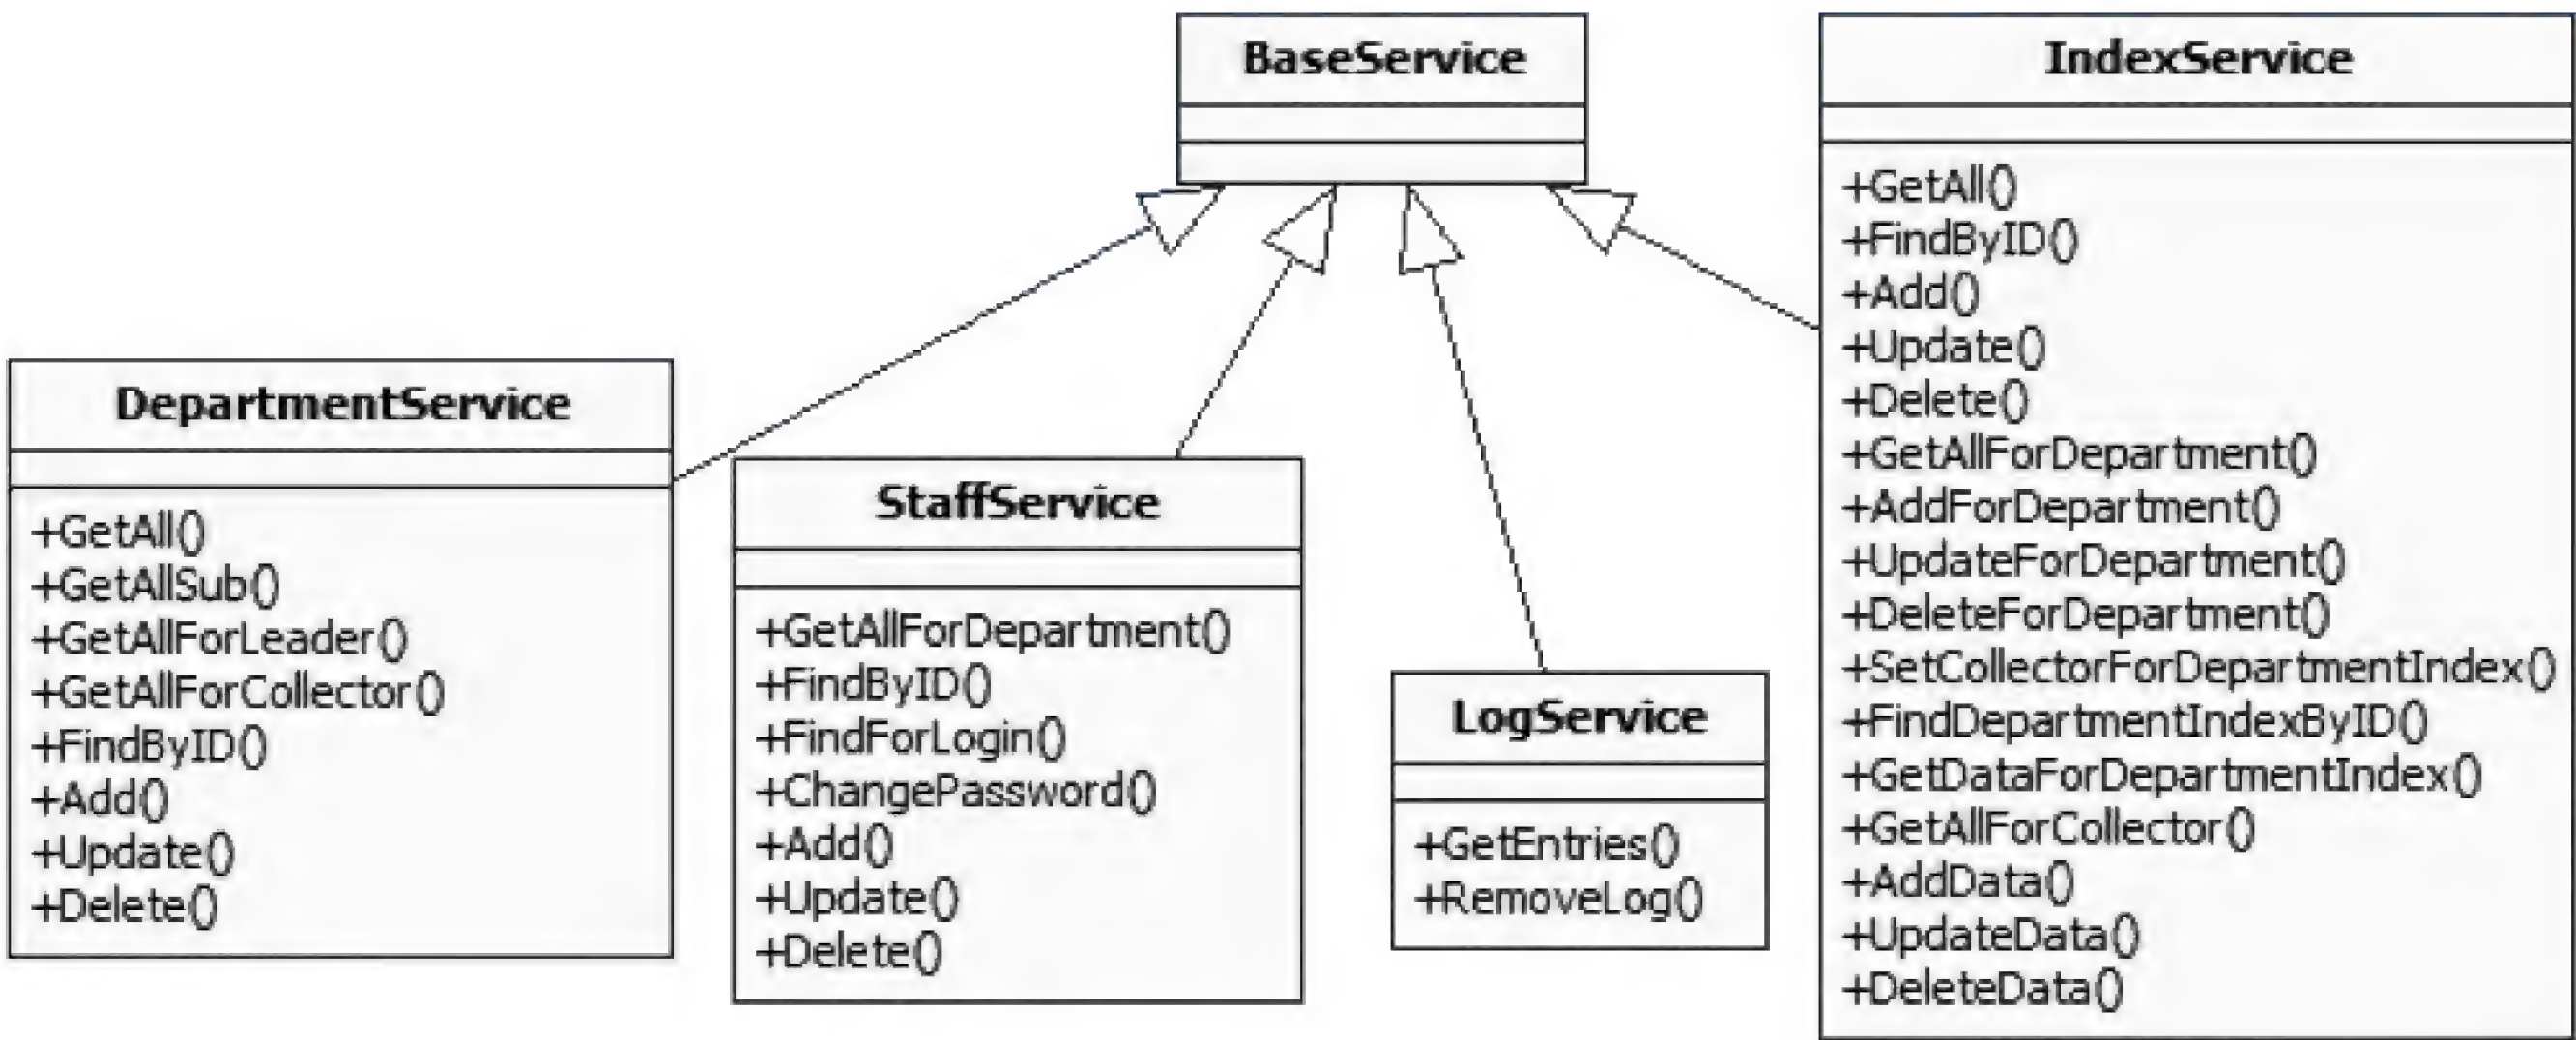 BaseService
IndexService
+GetAll()
+FindByID()
+Add()
+Update()
+Delete()
+GetAllForDepartment()
+AddForDepartment()
+UpdateForDepartment()
+DeleteForDepartment()
+SetCollectorForDepartmentIndex()
+FindDepartmentIndexByID()
+GetDataForDepartmentIndex()
+GetAllForCollector()
+AddData()
+UpdateData()
+DeleteData()
DepartmentService
+GetAll()
+GetAllSub()
+GetAllForLeader()
+GetAllForCollector()
+FindByID()
+Add()
+Update()
+Delete()
StaffService
+GetAllForDepartment()
+FindByID()
+FindForLogin()
+ChangePassword()
+Add()
+Update()
+Delete()
LogService
+GetEntries()
+RemoveLog()